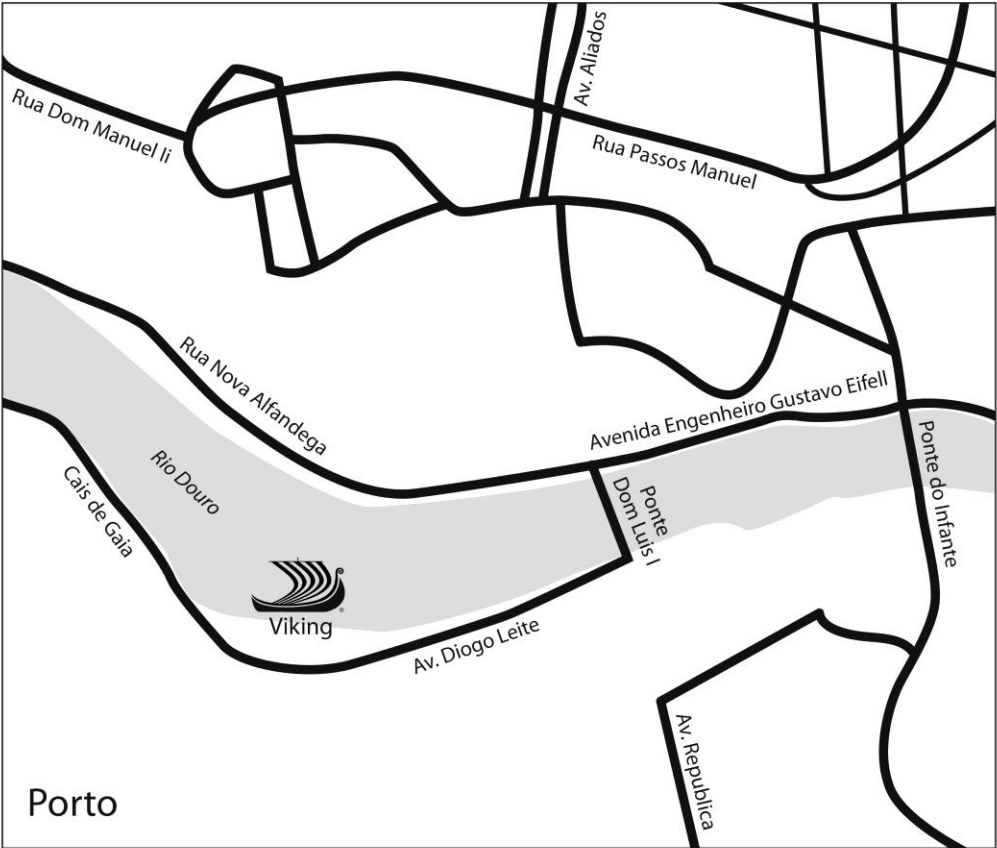 Av. Aliados
Rua Dom Manuel Ii
Rua Passos Manuel
Rua Nova Alfandega
Avenida Engenheiro Gustavo Eifell
Rio Douro
Cais de Gaia
Ponte
Dom Luis I
Ponte do Infante
Viking
Av. Diogo Leite
Av. Republica
Porto